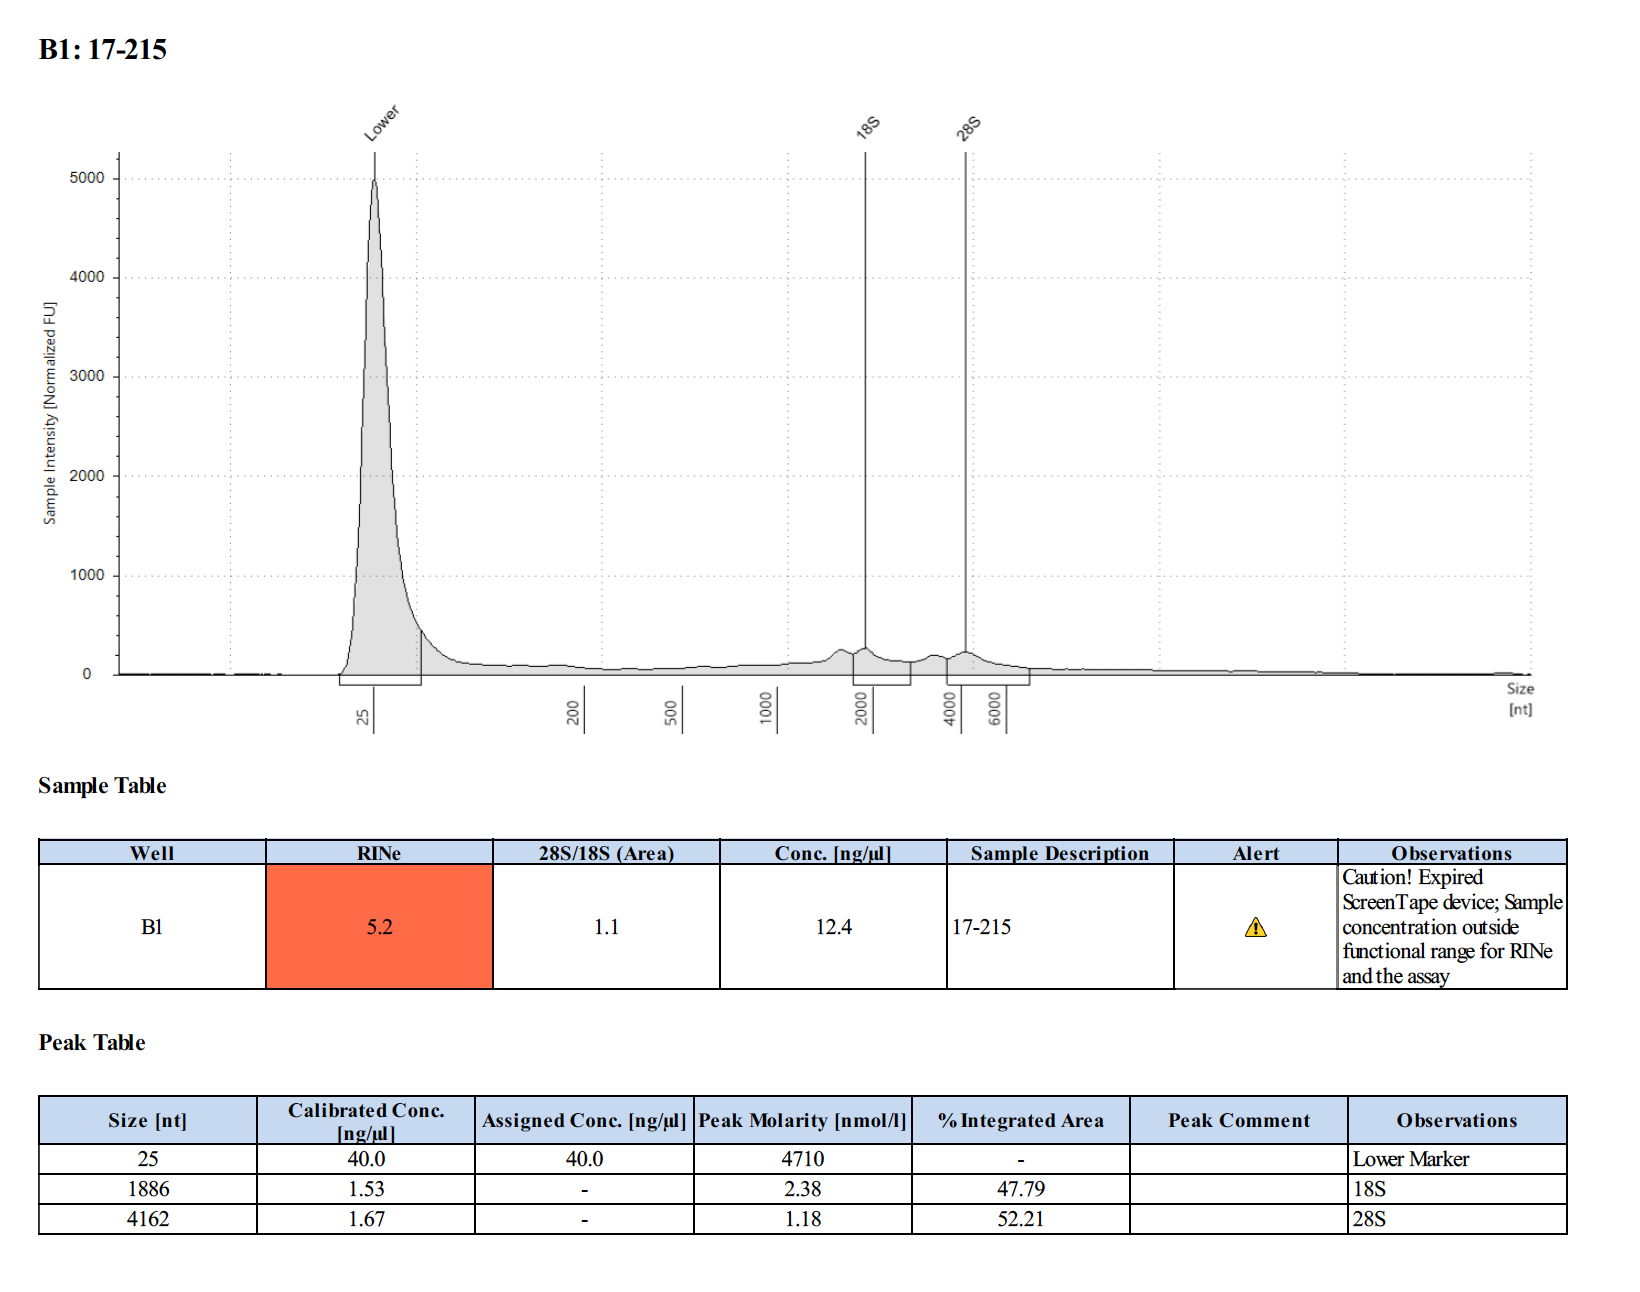 B1: 17-215
Lower
18S
28S
5000
4000
3000
2000
1000
0
Sample Intensity [Normalized FU]
25
200
500
1000
2000
4000
6000
Size
[nt]
Sample Table
Well RINe 28S/18S (Area) Conc. [ng/µl] Sample Description Alert Observations
B1 5.2 1.1 12.4 17-215
Caution! Expired
ScreenTape device; Sample
concentration outside
functional range for RINe
and the assay
Peak Table
Size [nt] Calibrated Conc. [ng/µl] Assigned Conc. [ng/µl] Peak Molarity [nmol/l] % Integrated Area Peak Comment Observations
25 40.0 40.0 4710 - Lower Marker
1886 1.53 - 2.38 47.79 18S
4162 1.67 - 1.18 52.21 28S